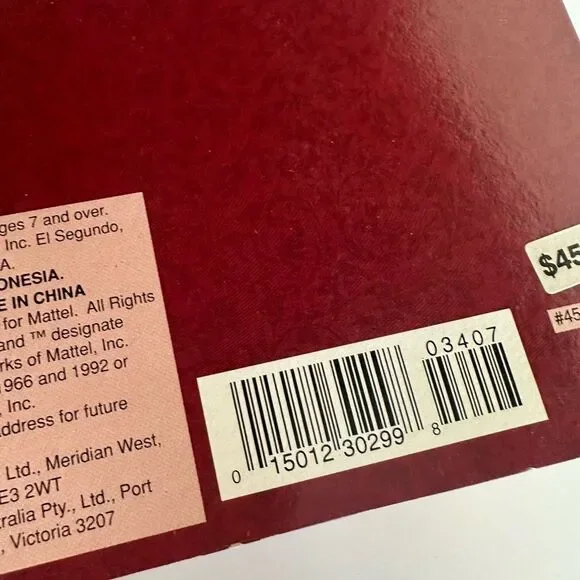 ges 7 and over.
Inc. El Segundo,
A.
ONESIA.
E IN CHINA
for Mattel. All Rights
and ™ designate
rks of Mattel, Inc.
1966 and 1992 or
, Inc.
address for future
Ltd., Meridian West,
E3 2WT
ralia Pty., Ltd., Port
, Victoria 3207
03407
0 15012 30299 8
$45
#45